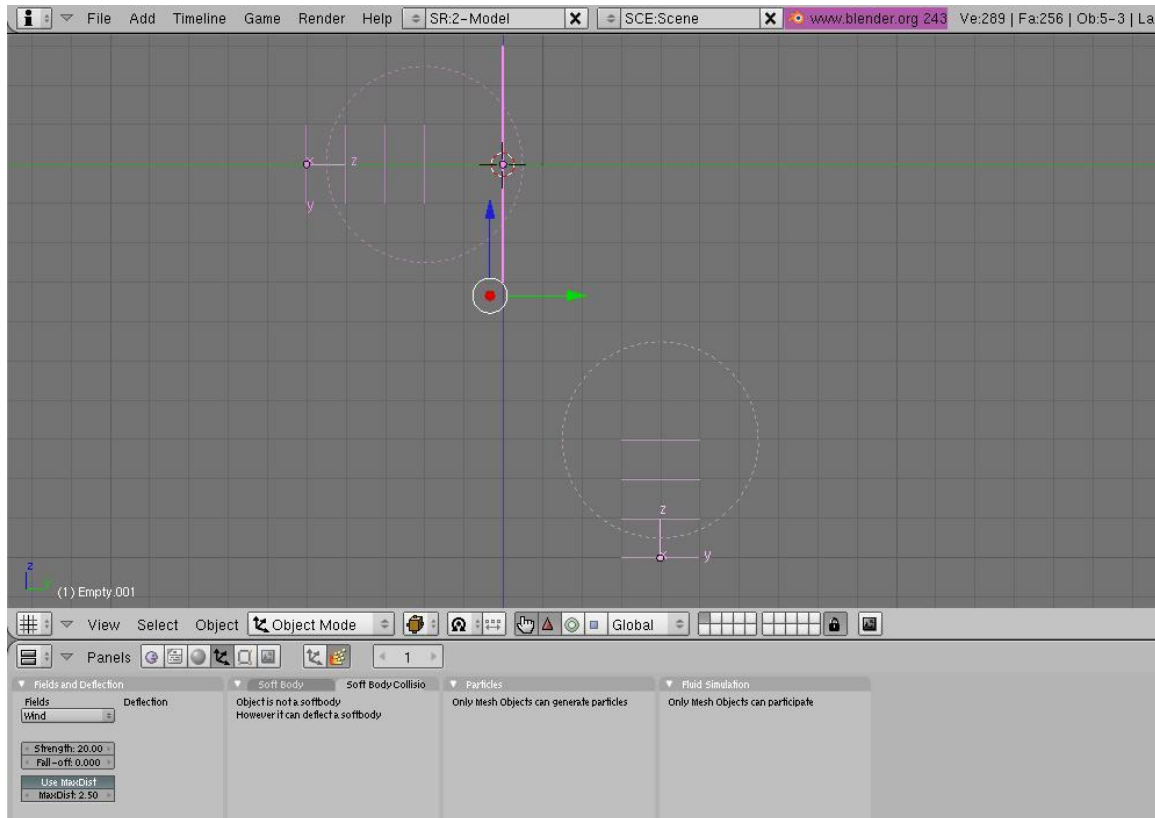 File Add Timeline Game Render Help SR:2-Model SCE:Scene www.blender.org 243 Ve:289 | Fa:256 | Ob:5-3 | La
x z
y
z
x y
z
y
(1) Empty.001
View Select Object Object Mode Global
Panels 1
Fields and Deflection Soft Body Soft Body Collisio Particles Fluid Simulation
Fields Deflection Object is not a softbody Only Mesh Objects can generate particles Only Mesh Objects can participate
Wind However it can deflect a softbody
Strength: 20.00
Fall-off: 0.000
Use MaxDist
MaxDist: 2.50